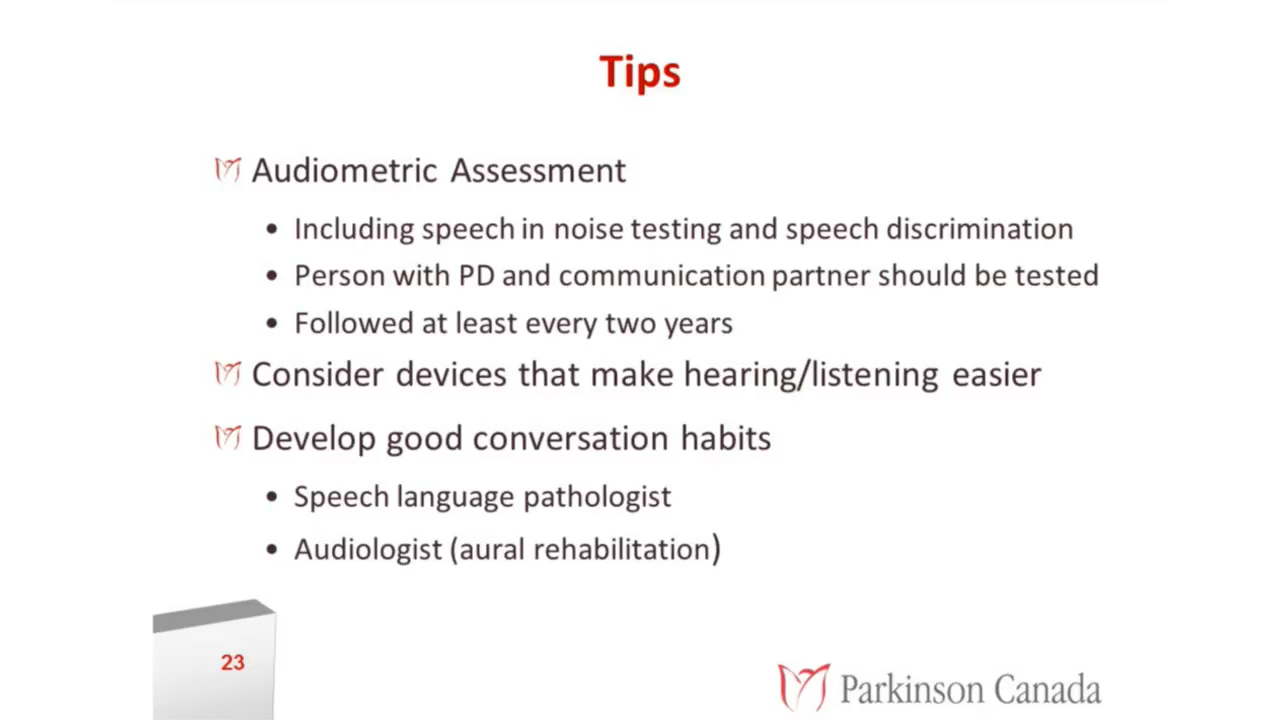 Tips
Audiometric Assessment
• Including speech in noise testing and speech discrimination
• Person with PD and communication partner should be tested
• Followed at least every two years
Consider devices that make hearing/listening easier
Develop good conversation habits
• Speech language pathologist
• Audiologist (aural rehabilitation)
23
Parkinson Canada